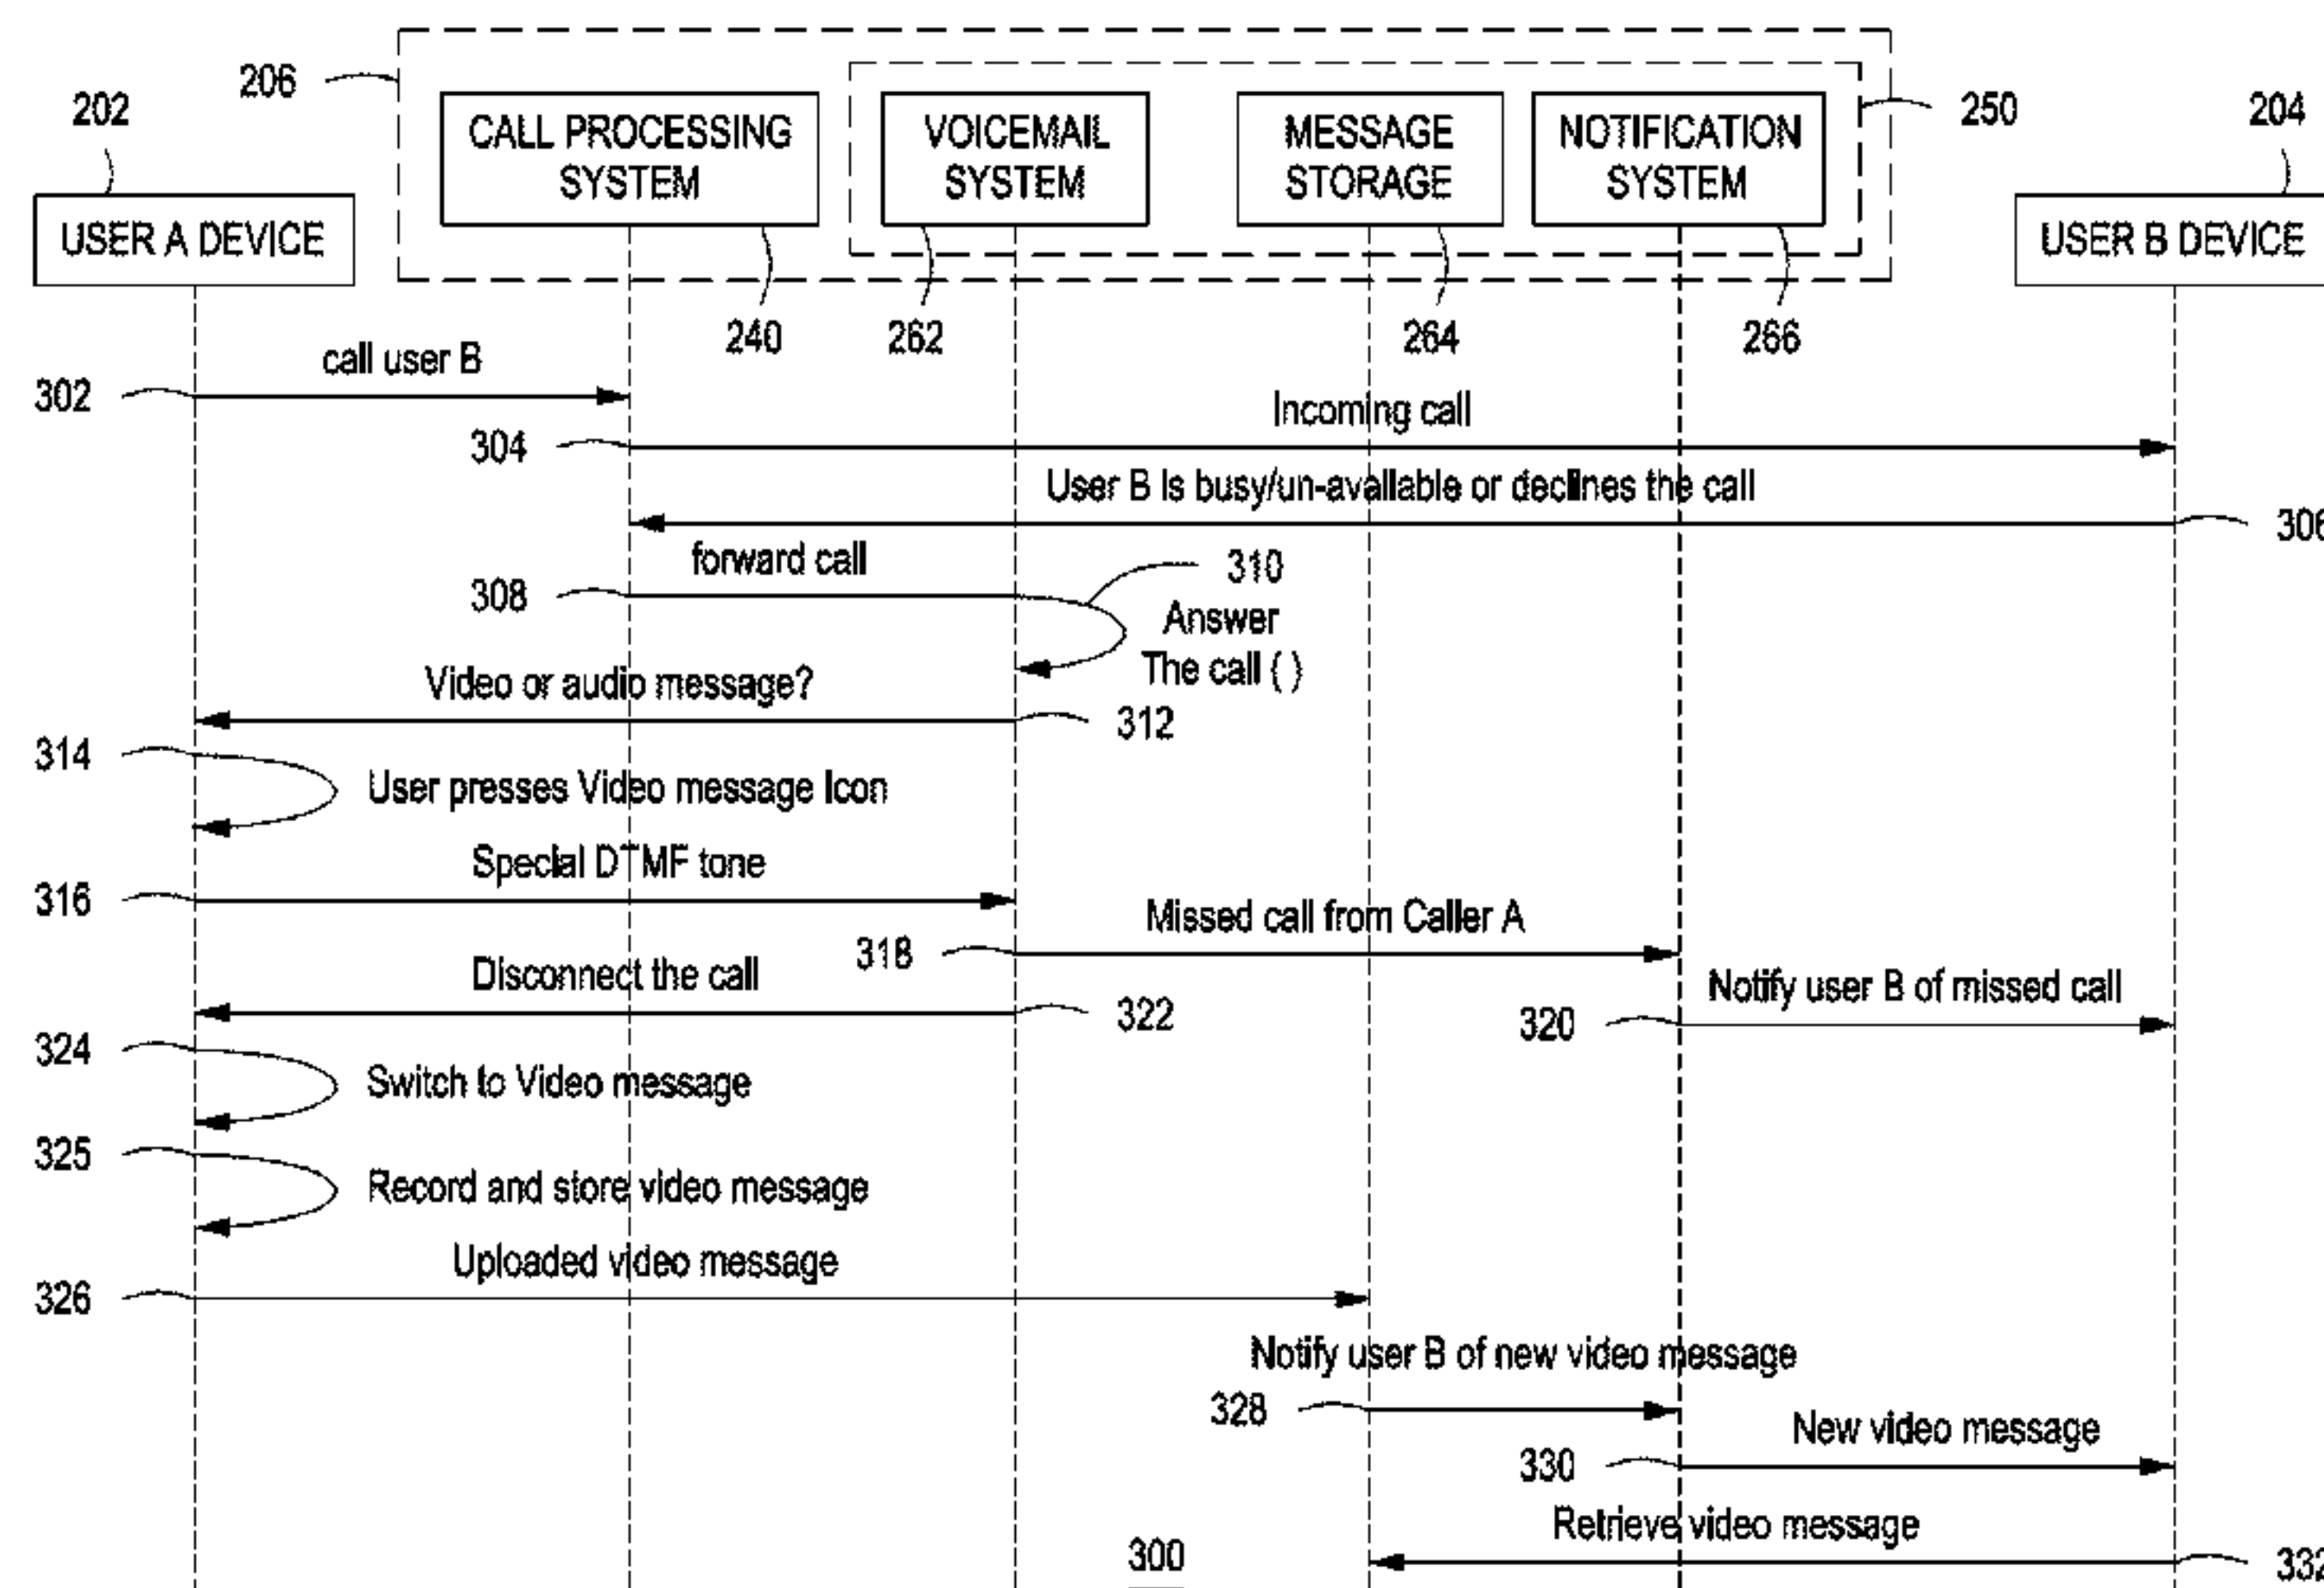 206
202
CALL PROCESSING
SYSTEM
VOICEMAIL
SYSTEM
MESSAGE
STORAGE
NOTIFICATION
SYSTEM
250
204
USER A DEVICE
USER B DEVICE
240
262
264
266
call user B
302
Incoming call
304
User B is busy/un-available or declines the call
306
forward call
308
310
Answer
The call ( )
Video or audio message?
312
314
User presses Video message Icon
Special DTMF tone
316
Missed call from Caller A
318
Disconnect the call
322
Notify user B of missed call
320
324
Switch to Video message
325
Record and store video message
Uploaded video message
326
Notify user B of new video message
328
New video message
330
Retrieve video message
332
300